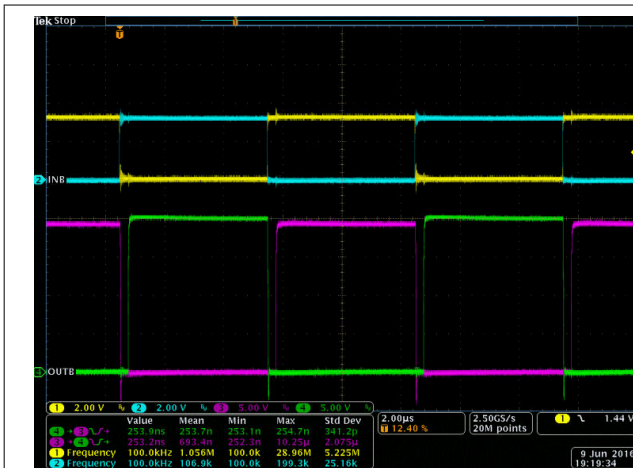 Tek Stop
T
T
2 INB
4 OUTB
1 2.00 V 2 2.00 V 3 5.00 V 4 5.00 V
Value Mean Min Max Std Dev
4 → 3 253.9ns 253.7n 253.1n 254.7n 341.2p
3 → 4 253.2ns 693.4n 252.3n 10.25µ 2.075µ
1 Frequency 100.0kHz 1.056M 100.0k 28.96M 5.225M
2 Frequency 100.0kHz 106.9k 100.0k 199.3k 25.16k
2.00µs
T 12.40 %
2.50GS/s
20M points
1 1.44 V
9 Jun 2016
19:19:34